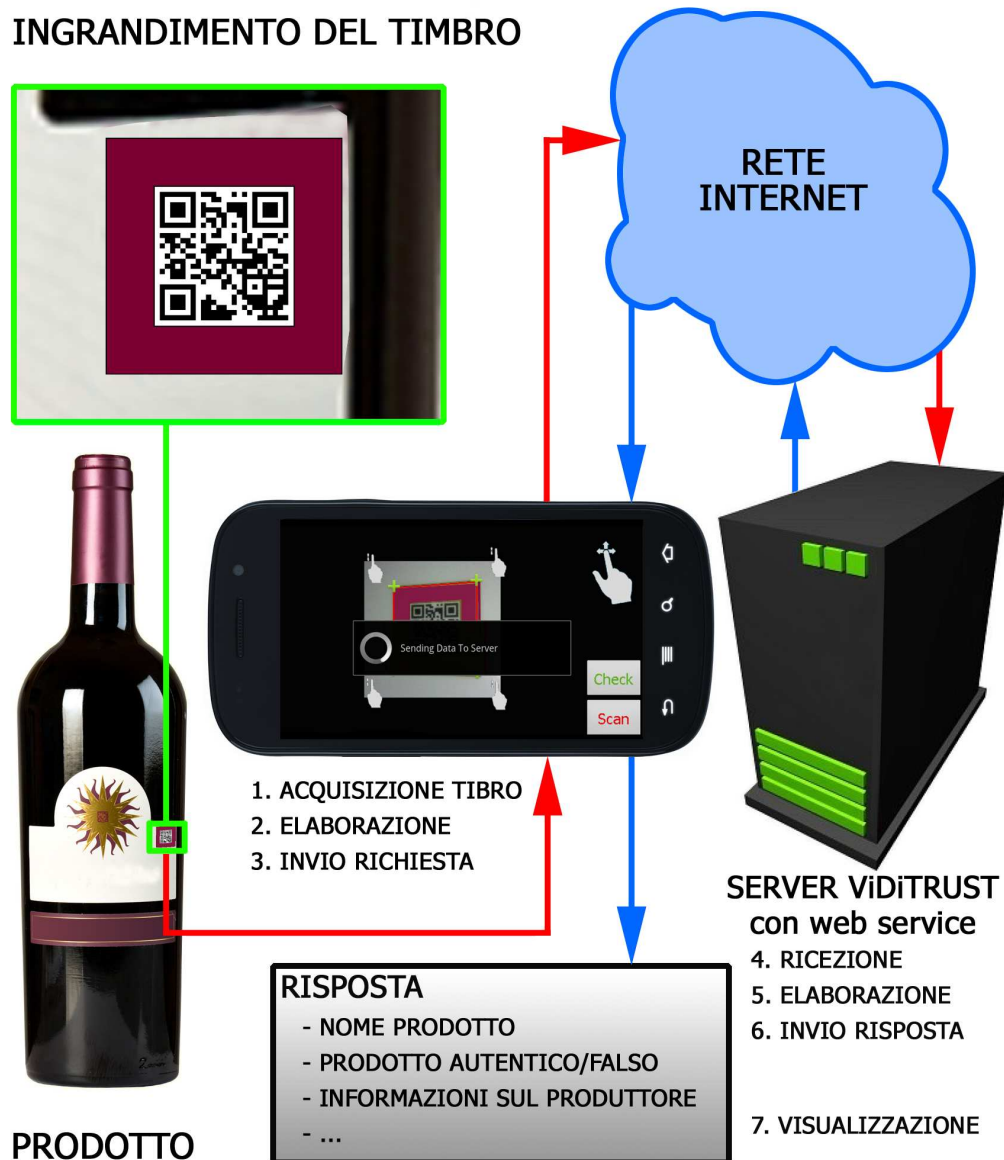 INGRANDIMENTO DEL TIMBRO
RETE
INTERNET
Sending Data To Server
Check
Scan
1. ACQUISIZIONE TIBRO
2. ELABORAZIONE
3. INVIO RICHIESTA
SERVER ViDiTRUST
con web service
4. RICEZIONE
5. ELABORAZIONE
6. INVIO RISPOSTA
7. VISUALIZZAZIONE
RISPOSTA
- NOME PRODOTTO
- PRODOTTO AUTENTICO/FALSO
- INFORMAZIONI SUL PRODUTTORE
- ...
PRODOTTO